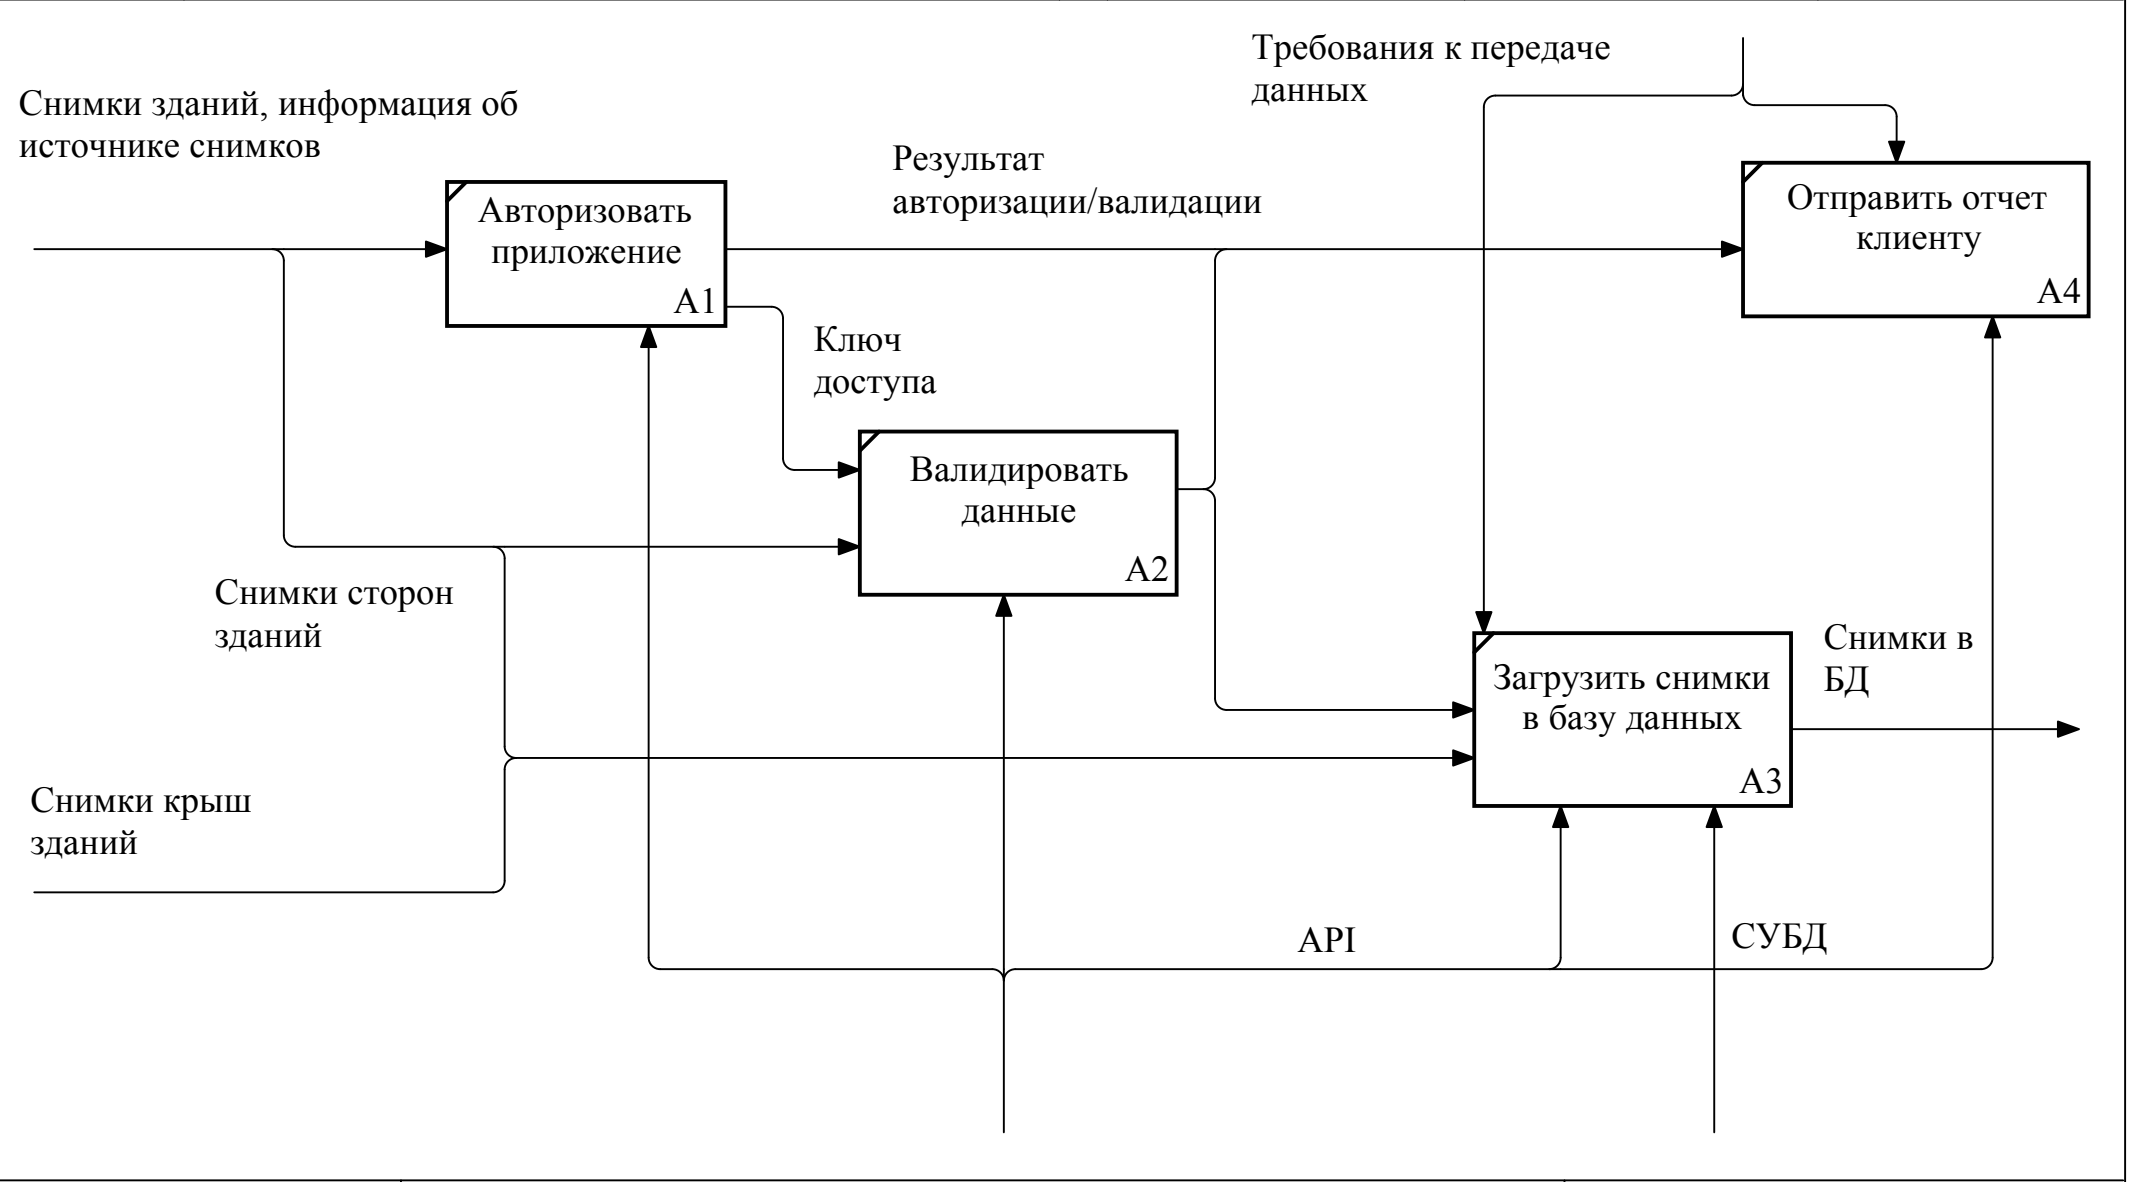 Требования к передаче
данных
Снимки зданий, информация об
источнике снимков
Результат
авторизации/валидации
Авторизовать
приложение
A1
Отправить отчет
клиенту
A4
Ключ
доступа
Валидировать
данные
A2
Снимки сторон
зданий
Загрузить снимки
в базу данных
A3
Снимки в
БД
Снимки крыш
зданий
API
СУБД